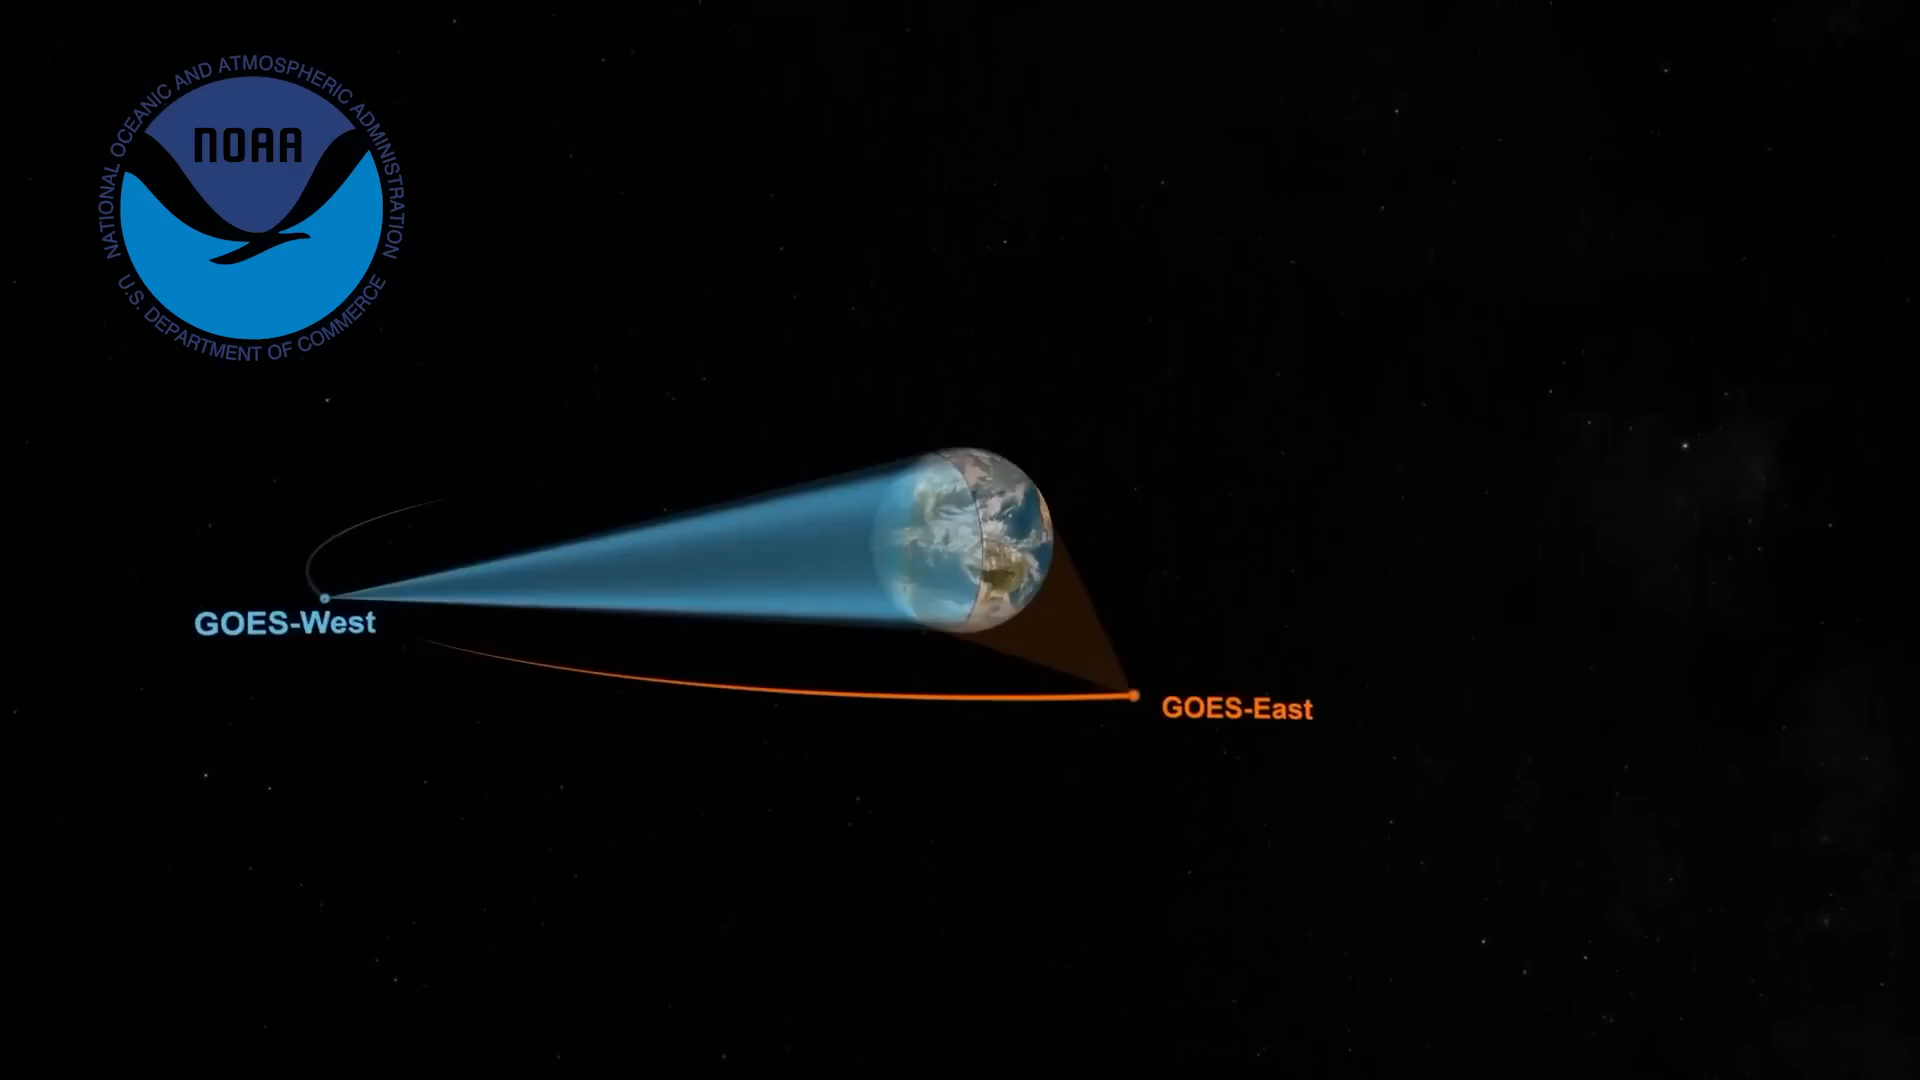 NATIONAL OCEANIC AND ATMOSPHERIC ADMINISTRATION
NOAA
U.S. DEPARTMENT OF COMMERCE
GOES-West
GOES-East